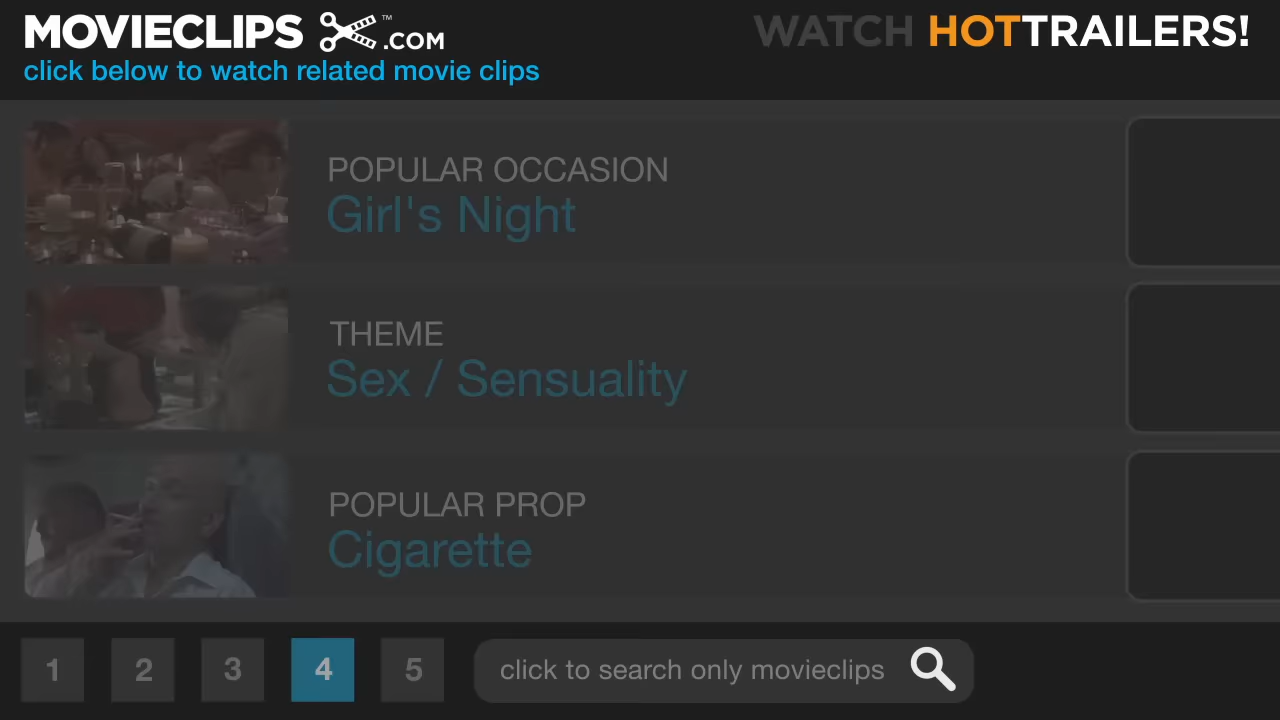 MOVIECLIPS ™ .COM
WATCH HOTTRAILERS!
click below to watch related movie clips
POPULAR OCCASION
Girl's Night
THEME
Sex / Sensuality
POPULAR PROP
Cigarette
1 2 3 4 5
click to search only movieclips